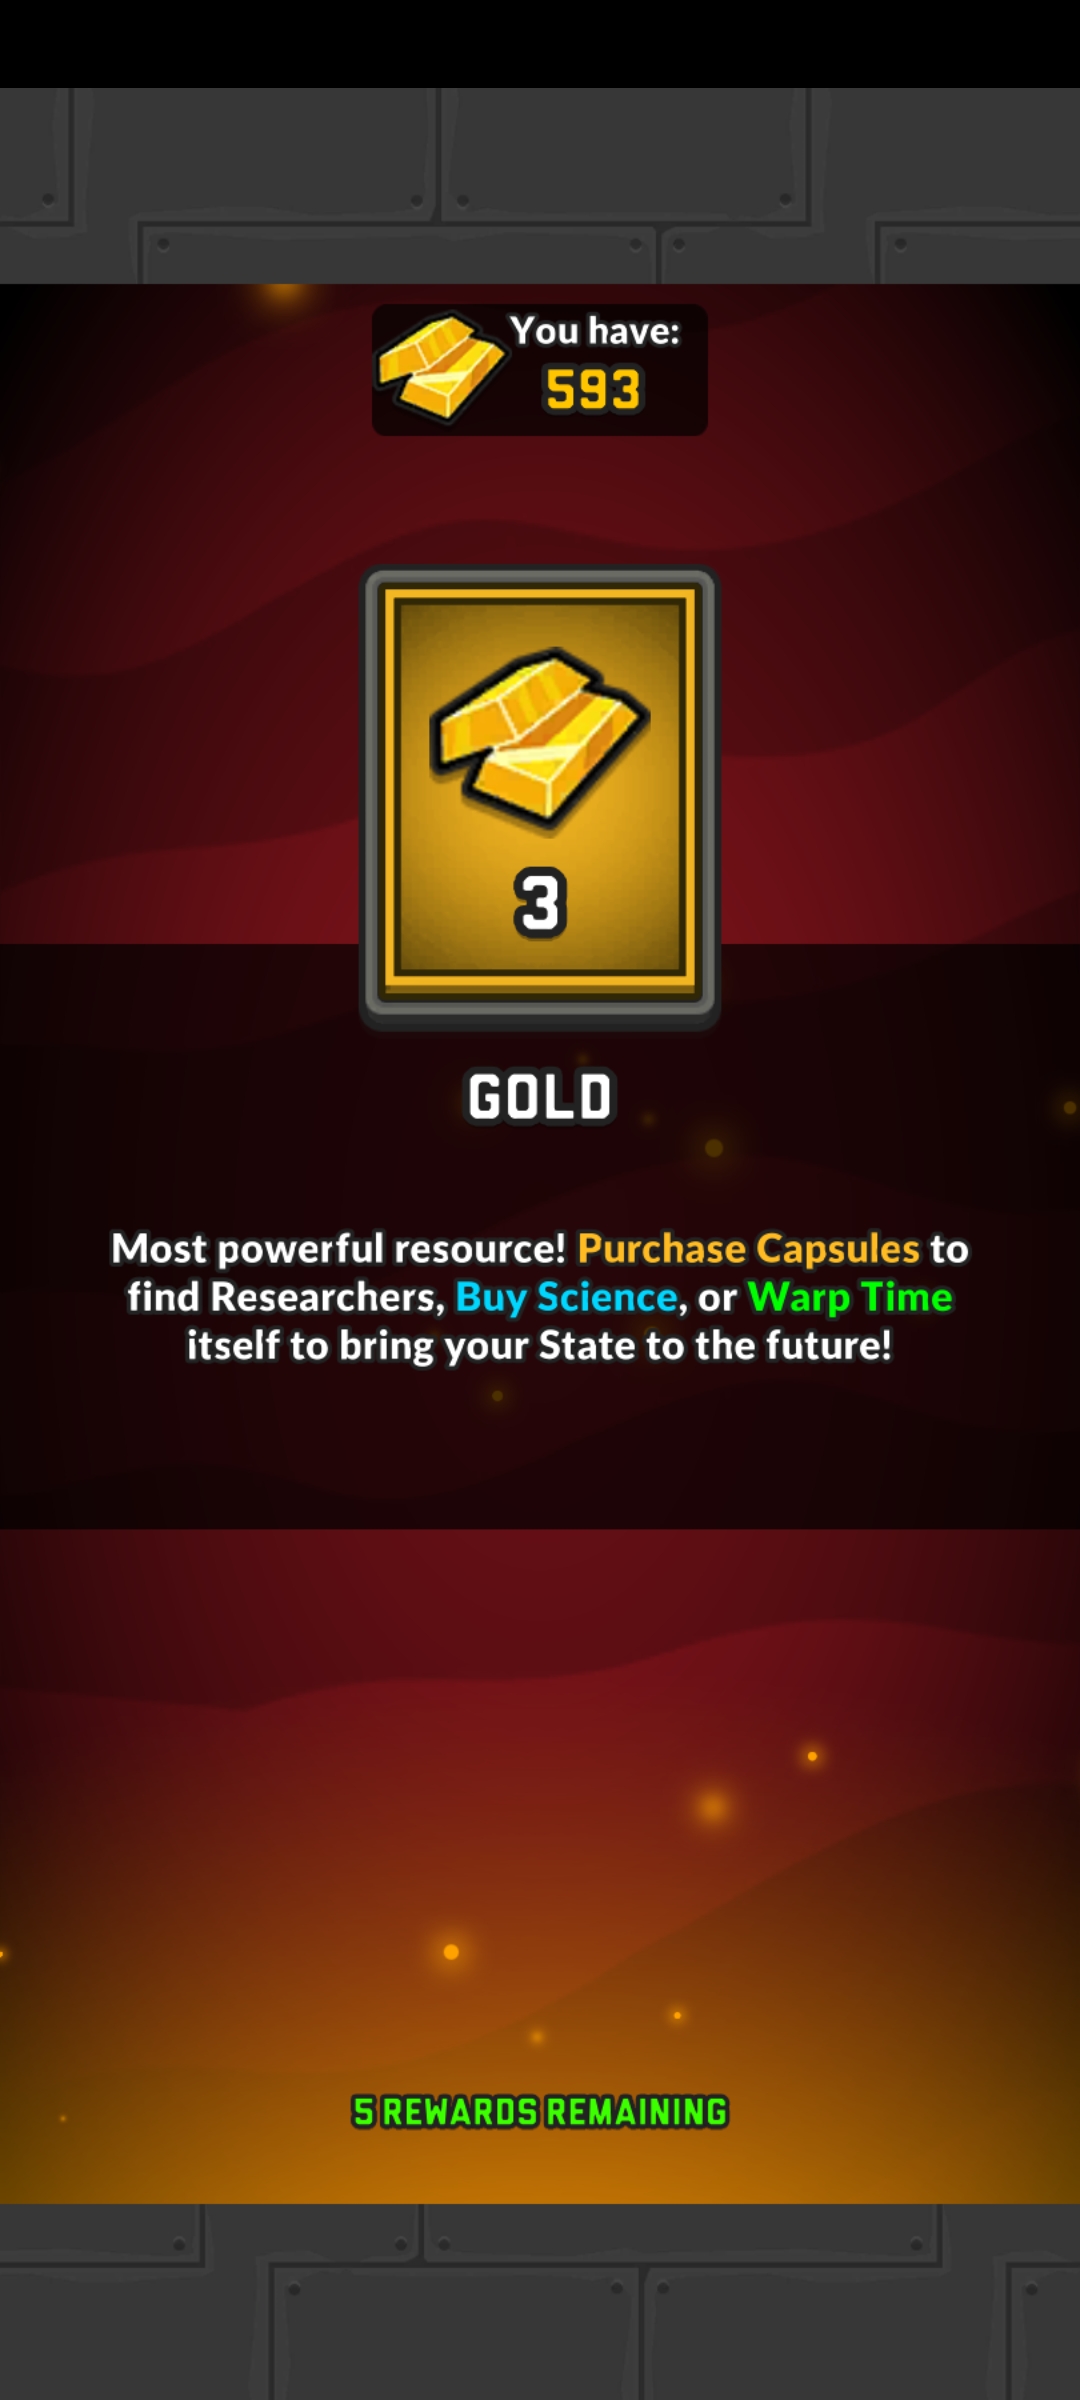 You have:
593
3
GOLD
Most powerful resource! Purchase Capsules to
find Researchers, Buy Science, or Warp Time
itself to bring your State to the future!
5 REWARDS REMAINING